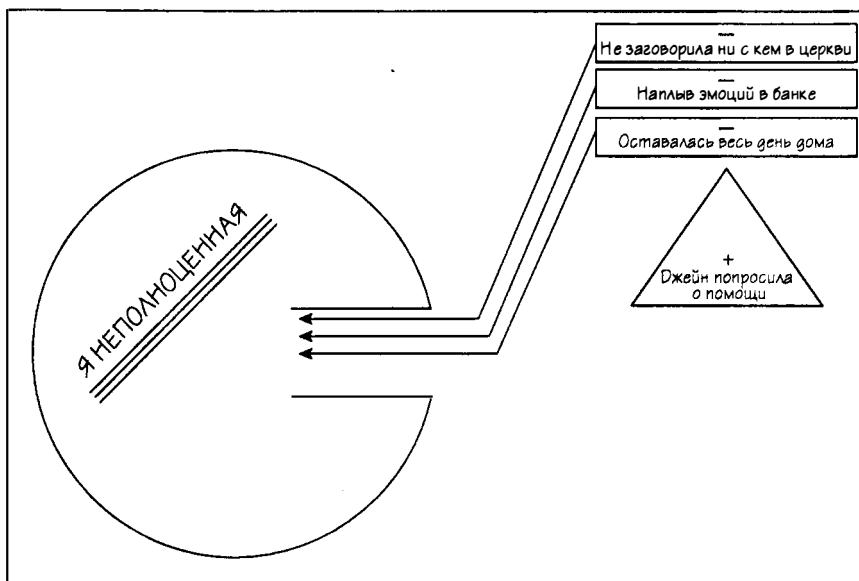 —
Не заговорила ни с кем в церкви
—
Наплыв эмоций в банке
—
Оставалась весь день дома
Я НЕПОЛНОЦЕННАЯ
+
Джейн попросила
о помощи